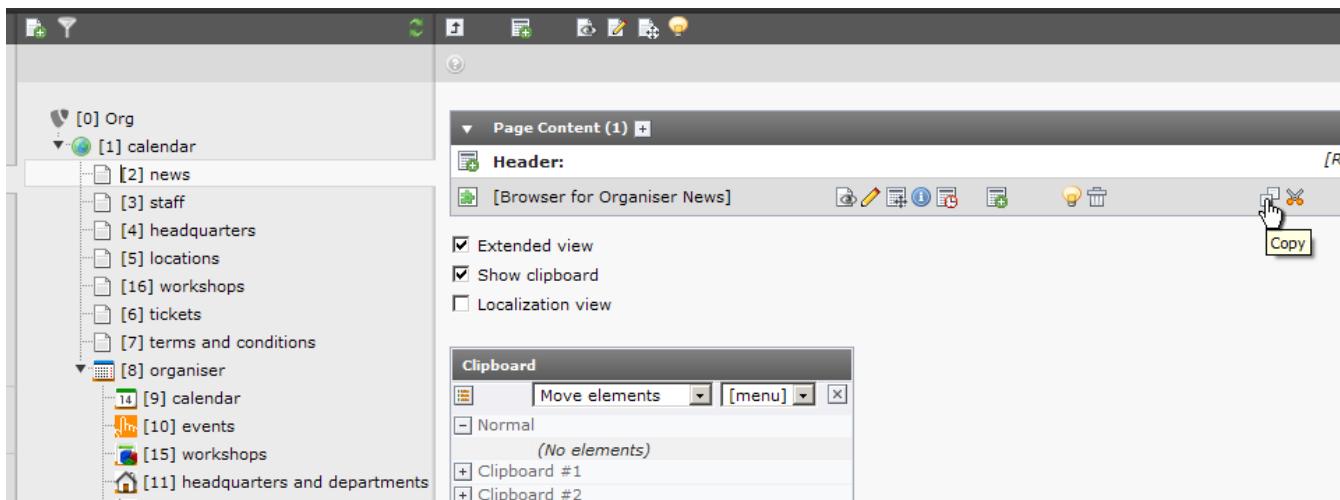 [0] Org
[1] calendar
[2] news
[3] staff
[4] headquarters
[5] locations
[16] workshops
[6] tickets
[7] terms and conditions
[8] organiser
14 [9] calendar
[10] events
[15] workshops
[11] headquarters and departments
Page Content (1)
Header:
[R
[Browser for Organiser News]
Copy
Extended view
Show clipboard
Localization view
Clipboard
Move elements [menu]
Normal
(No elements)
Clipboard #1
Clipboard #2